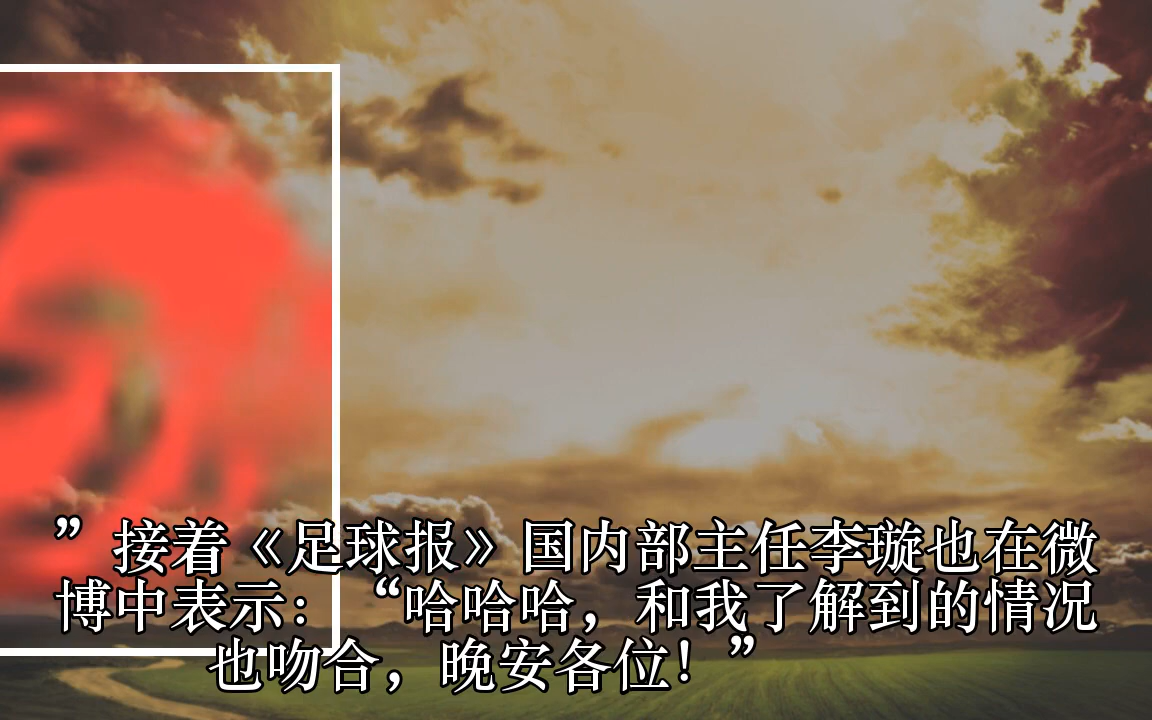 ”接着《足球报》国内部主任李璇也在微
博中表示：“哈哈哈，和我了解到的情况
也吻合，晚安各位！”